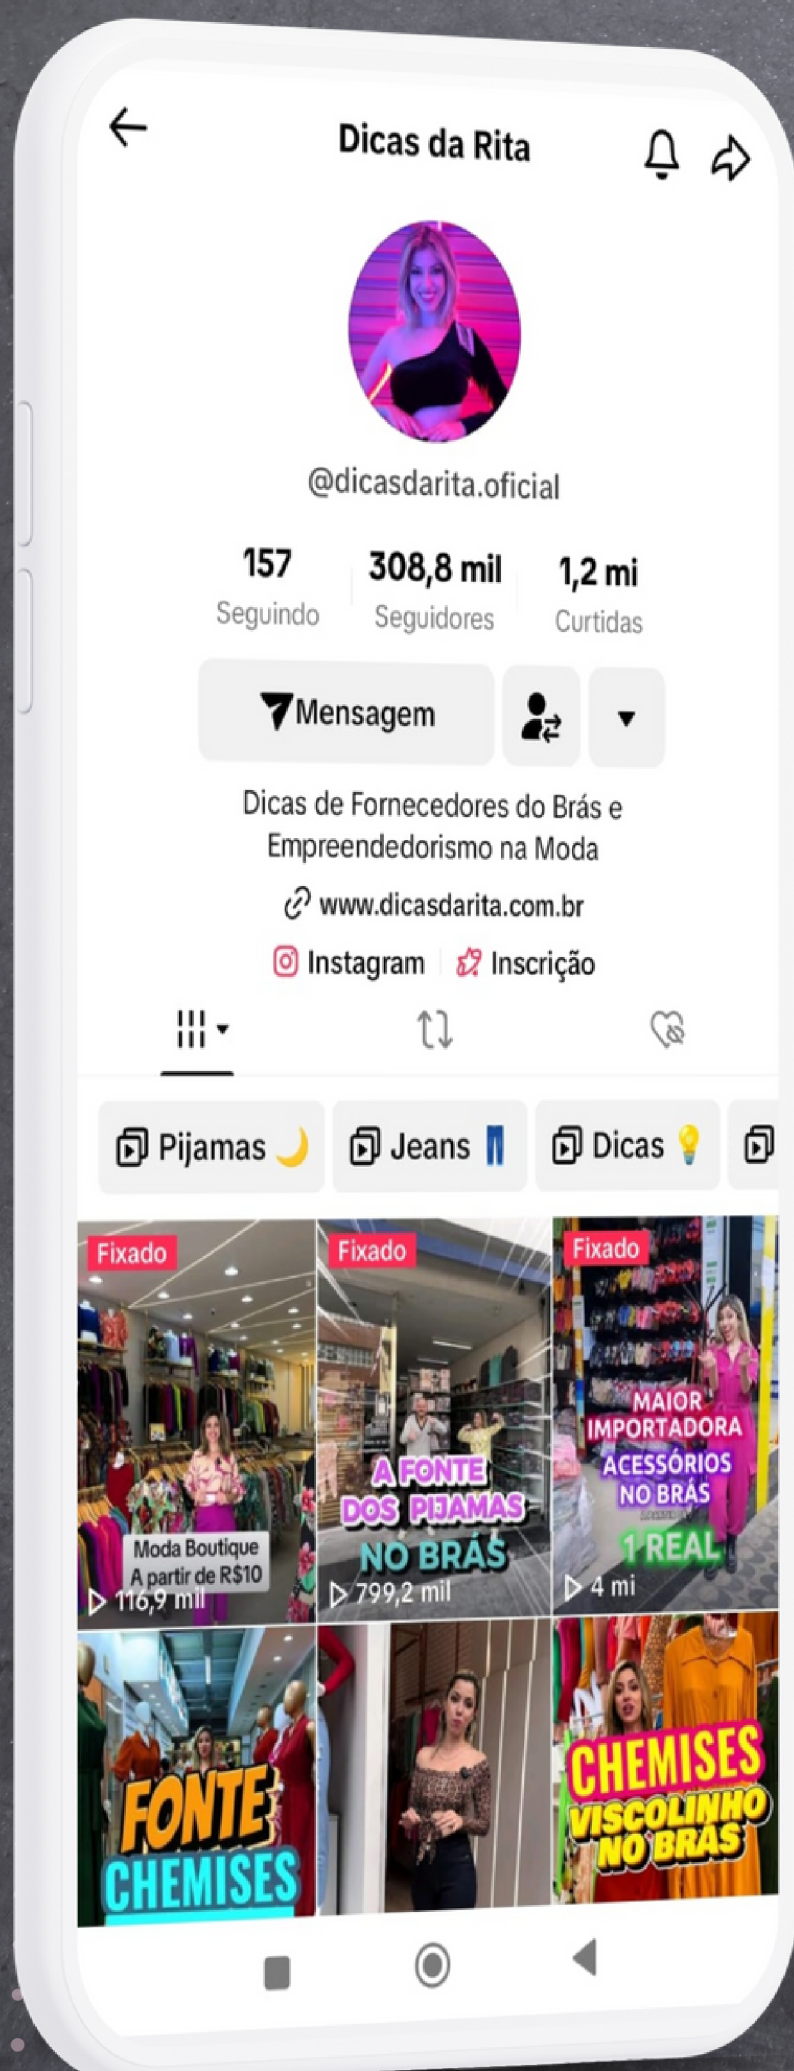 Dicas da Rita
@dicasdarita.oficial
157
308,8 mil
1,2 mi
Seguindo
Seguidores
Curtidas
Mensagem
Dicas de Fornecedores do Brás e
Empreendedorismo na Moda
www.dicasdarita.com.br
Instagram
Inscrição
Pijamas
Jeans
Dicas
Fixado
Moda Boutique
A partir de R$10
116,9 mil
Fixado
A FONTE
DOS PIJAMAS
NO BRÁS
799,2 mil
Fixado
MAIOR
IMPORTADORA
ACESSÓRIOS
NO BRÁS
1 REAL
4 mi
FONTE
CHEMISES
CHEMISES
VISCOLINHO
NO BRÁS